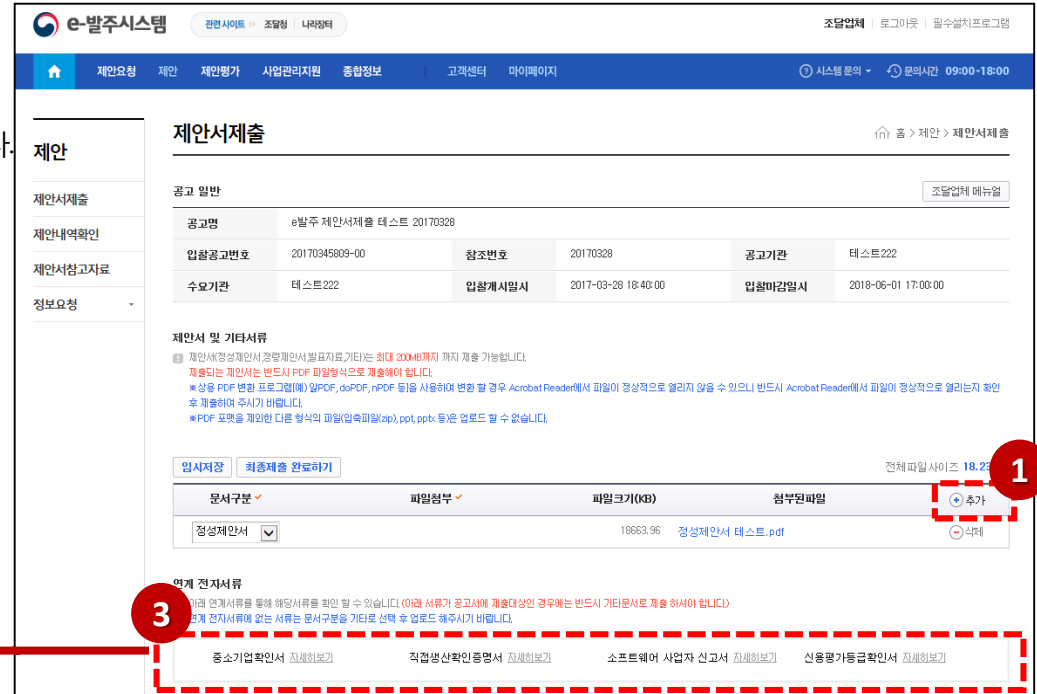 e-발주시스템
관련사이트 » 조달청 | 나라장터
조달업체 | 로그아웃 | 필수설치프로그램
제안요청 제안 제안평가 사업관리지원 종합정보 고객센터 마이페이지
시스템 문의 문의시간 09:00-18:00
제안
제안서제출
제안내역확인
제안서참고자료
정보요청
제안서제출
홈 > 제안 > 제안서제출
공고 일반
조달업체 메뉴얼
공고명 e발주 제안서제출 테스트 20170328
입찰공고번호 20170345809-00 참조번호 20170328 공고기관 테스트222
수요기관 테스트222 입찰개시일시 2017-03-28 18:40:00 입찰마감일시 2018-06-01 17:00:00
제안서 및 기타서류
제안서(정성제안서,정량제안서,발표자료,기타)는 최대 200MB까지 까지 제출 가능합니다.
제출되는 제안서는 반드시 PDF 파일형식으로 제출해야 합니다.
※상용 PDF 변환 프로그램[예) 알PDF, doPDF, nPDF 등]을 사용하여 변환 할 경우 Acrobat Reader에서 파일이 정상적으로 열리지 않을 수 있으니 반드시 Acrobat Reader에서 파일이 정상적으로 열리는지 확인
후 제출하여 주시기 바랍니다.
※PDF 포맷을 제외한 다른 형식의 파일(압축파일(zip), ppt, pptx 등)은 업로드 할 수 없습니다.
임시저장 최종제출 완료하기
전체파일사이즈 18.23
1
문서구분 파일첨부 파일크기(KB) 첨부된파일 추가
정성제안서 18663.96 정성제안서 테스트.pdf 삭제
연계 전자서류
3
아래 연계서류를 통해 해당서류를 확인 할 수 있습니다.(아래 서류가 공고서에 제출대상인 경우에는 반드시 기타문서로 제출 하셔야 합니다.)
연계 전자서류에 없는 서류는 문서구분을 기타로 선택 후 업로드 해주시기 바랍니다.
중소기업확인서 자세히보기 직접생산확인증명서 자세히보기 소프트웨어 사업자 신고서 자세히보기 신용평가등급확인서 자세히보기